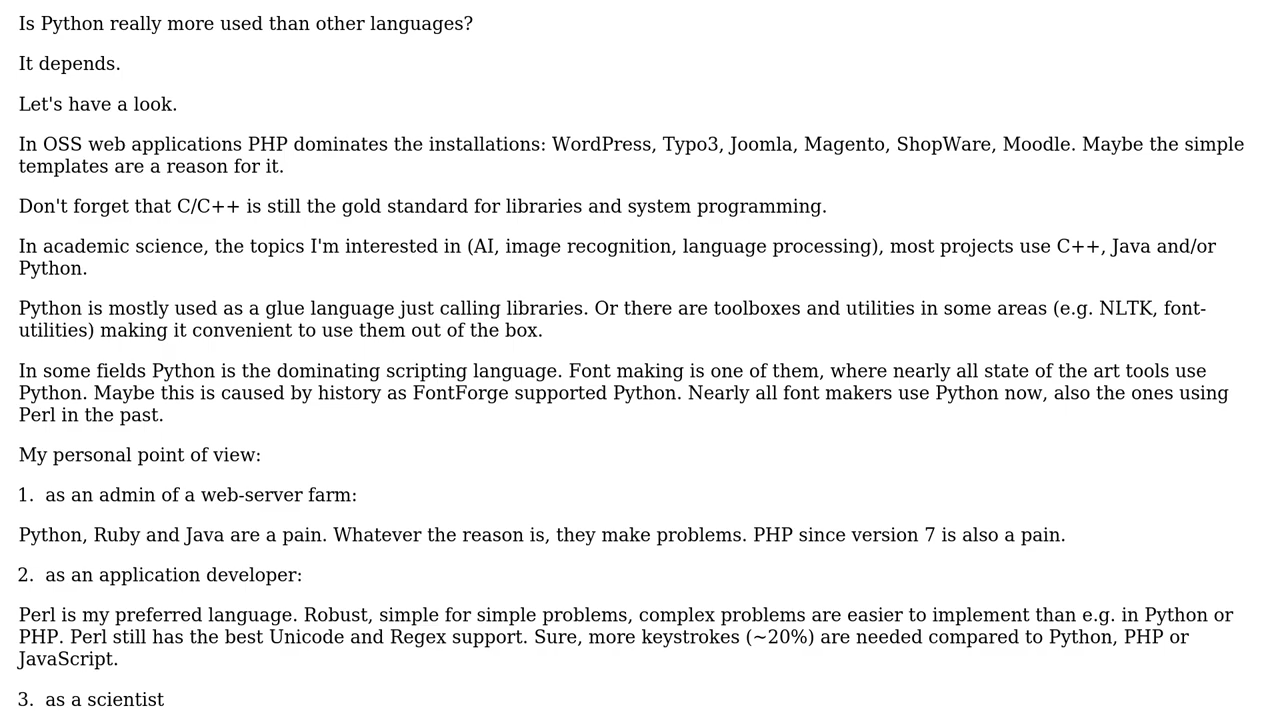 Is Python really more used than other languages?
It depends.
Let's have a look.
In OSS web applications PHP dominates the installations: WordPress, Typo3, Joomla, Magento, ShopWare, Moodle. Maybe the simple
templates are a reason for it.
Don't forget that C/C++ is still the gold standard for libraries and system programming.
In academic science, the topics I'm interested in (AI, image recognition, language processing), most projects use C++, Java and/or
Python.
Python is mostly used as a glue language just calling libraries. Or there are toolboxes and utilities in some areas (e.g. NLTK, font-
utilities) making it convenient to use them out of the box.
In some fields Python is the dominating scripting language. Font making is one of them, where nearly all state of the art tools use
Python. Maybe this is caused by history as FontForge supported Python. Nearly all font makers use Python now, also the ones using
Perl in the past.
My personal point of view:
1. as an admin of a web-server farm:
Python, Ruby and Java are a pain. Whatever the reason is, they make problems. PHP since version 7 is also a pain.
2. as an application developer:
Perl is my preferred language. Robust, simple for simple problems, complex problems are easier to implement than e.g. in Python or
PHP. Perl still has the best Unicode and Regex support. Sure, more keystrokes (~20%) are needed compared to Python, PHP or
JavaScript.
3. as a scientist